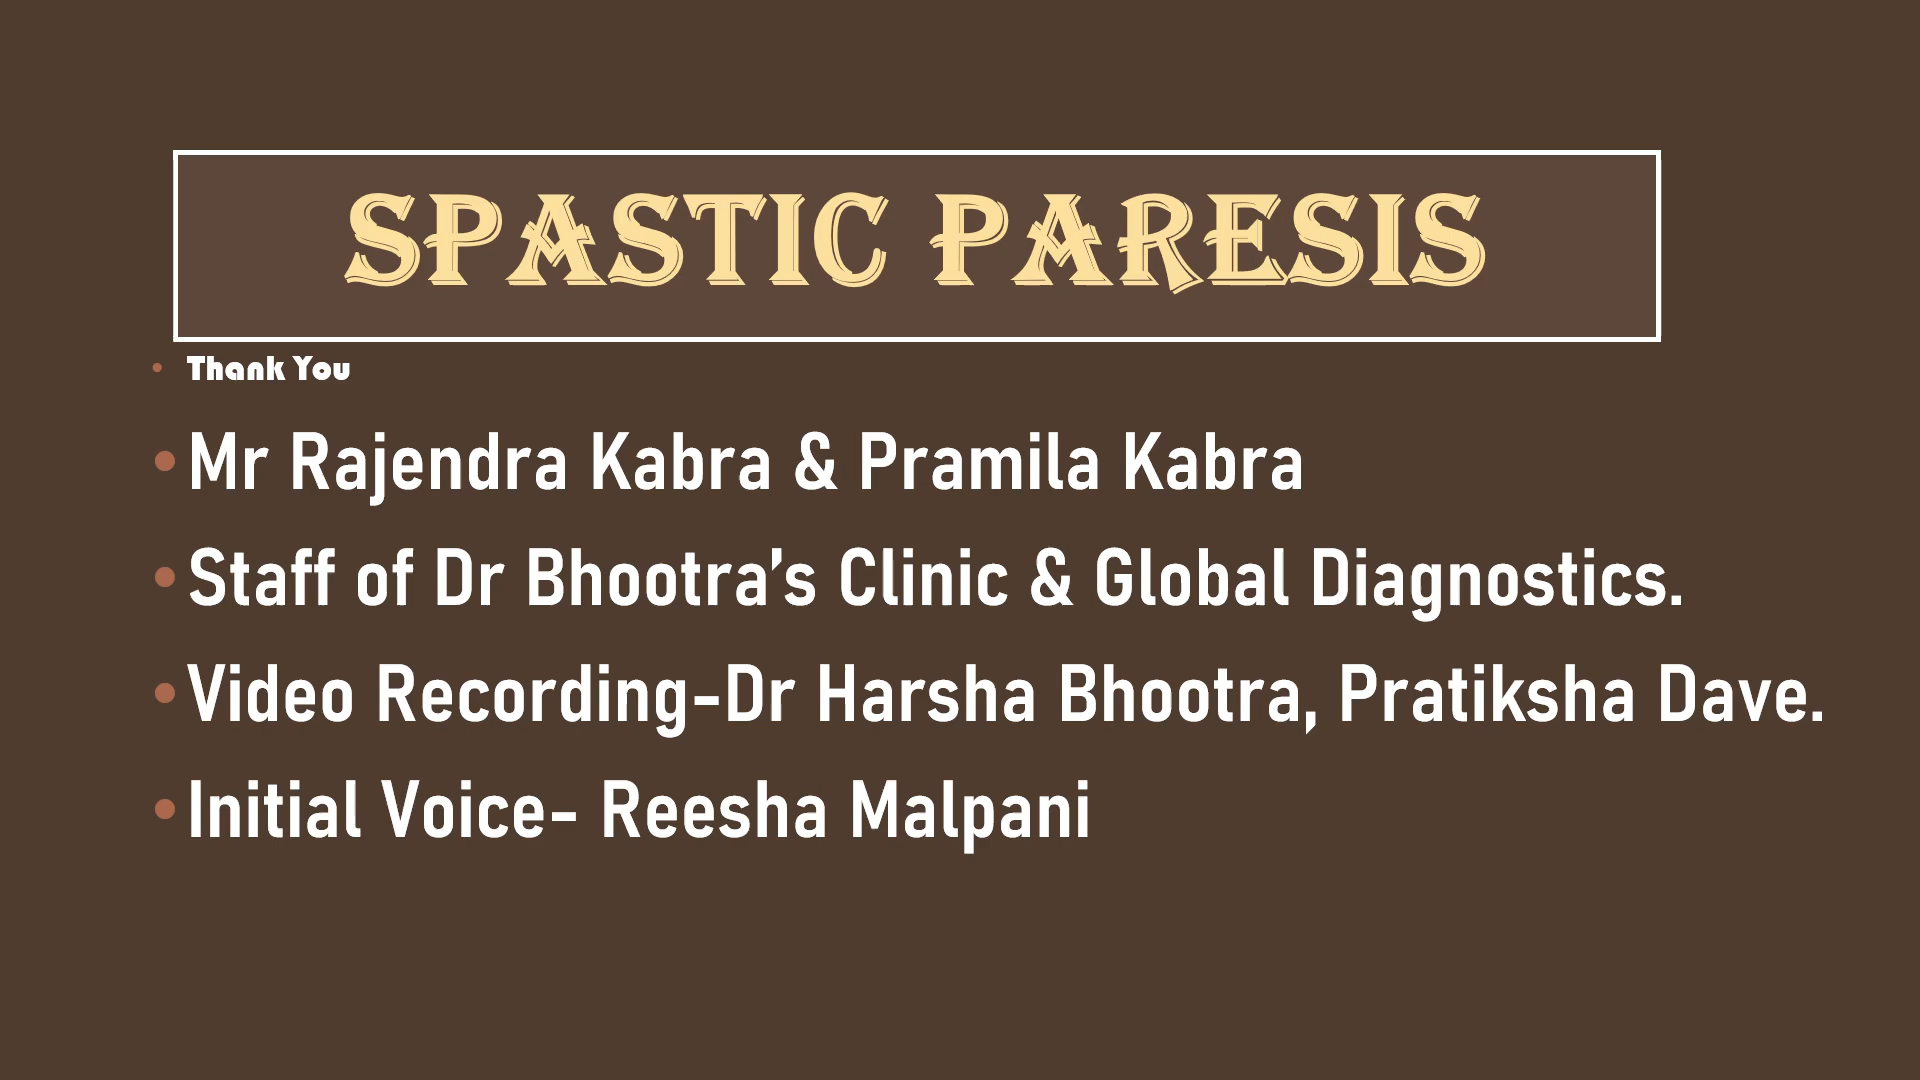 SPASTIC PARESIS
• Thank You
• Mr Rajendra Kabra & Pramila Kabra
• Staff of Dr Bhootra’s Clinic & Global Diagnostics.
• Video Recording-Dr Harsha Bhootra, Pratiksha Dave.
• Initial Voice- Reesha Malpani